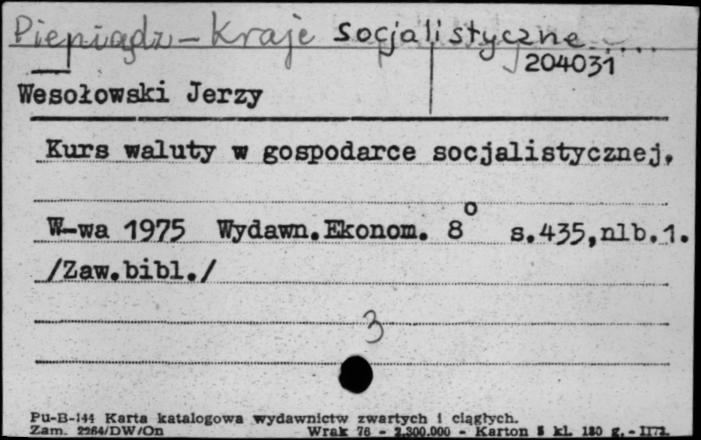 Pieniądz - Kraje socjalistyczne
204031
Wesołowski Jerzy
Kurs waluty w gospodarce socjalistycznej,
W-wa 1975 Wydawn.Ekonom. 8° s.435,nlb.1.
/Zaw.bibl./
3
Pu-B-144 Karta katalogowa wydawnictw zwartych i ciągłych.
Zam. 2264/DW/On Wrak 76 - 2.300.000 - Karton kl. 180 g.